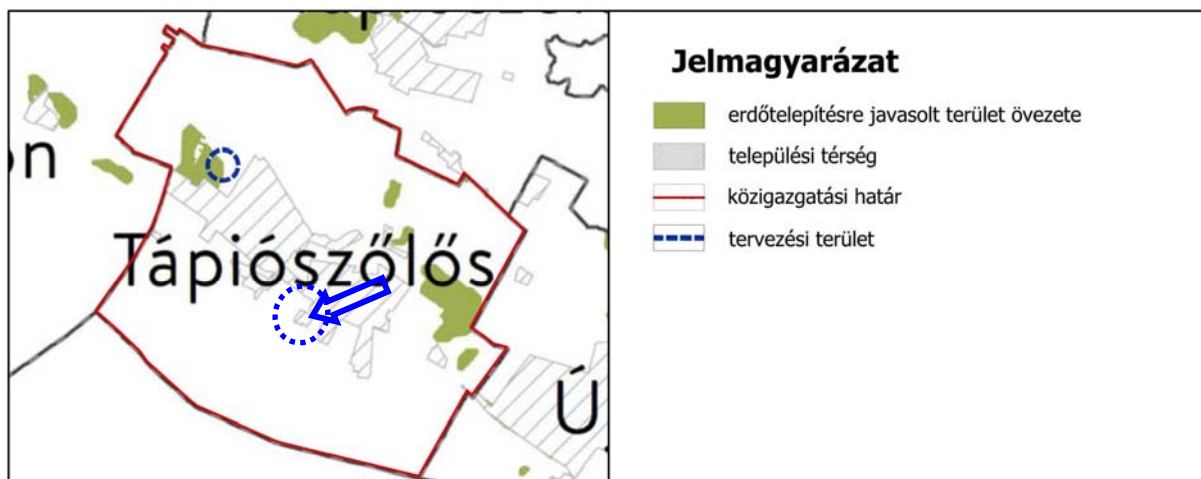 Tápiószőlős
Jelmagyarázat
erdőtelepítésre javasolt terület övezete
települési térség
közigazgatási határ
tervezési terület